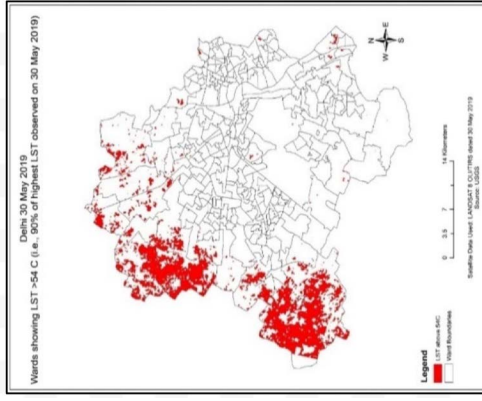 Delhi 30 May 2019
Wards showing LST >54 C (i.e., 90% of highest LST observed on 30 May 2019)
N
W E
S
Legend
LST above 54C
Ward Boundaries
0 3.5 7 14 Kilometers
Satellite Data Used: LANDSAT 8 OLI/TIRS dated 30 May 2019
Source: USGS